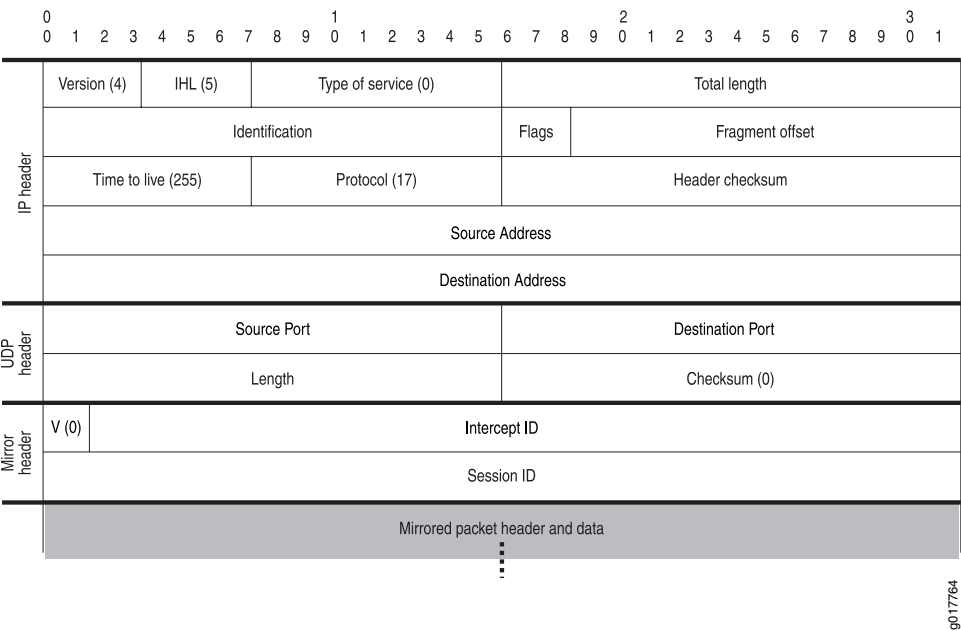 0 1 2 3
0 1 2 3 4 5 6 7 8 9 0 1 2 3 4 5 6 7 8 9 0 1 2 3 4 5 6 7 8 9 0 1
IP header
Version (4) IHL (5) Type of service (0) Total length
Identification Flags Fragment offset
Time to live (255) Protocol (17) Header checksum
Source Address
Destination Address
UDP
header
Source Port Destination Port
Length Checksum (0)
Mirror
header
V (0) Intercept ID
Session ID
Mirrored packet header and data
g017764